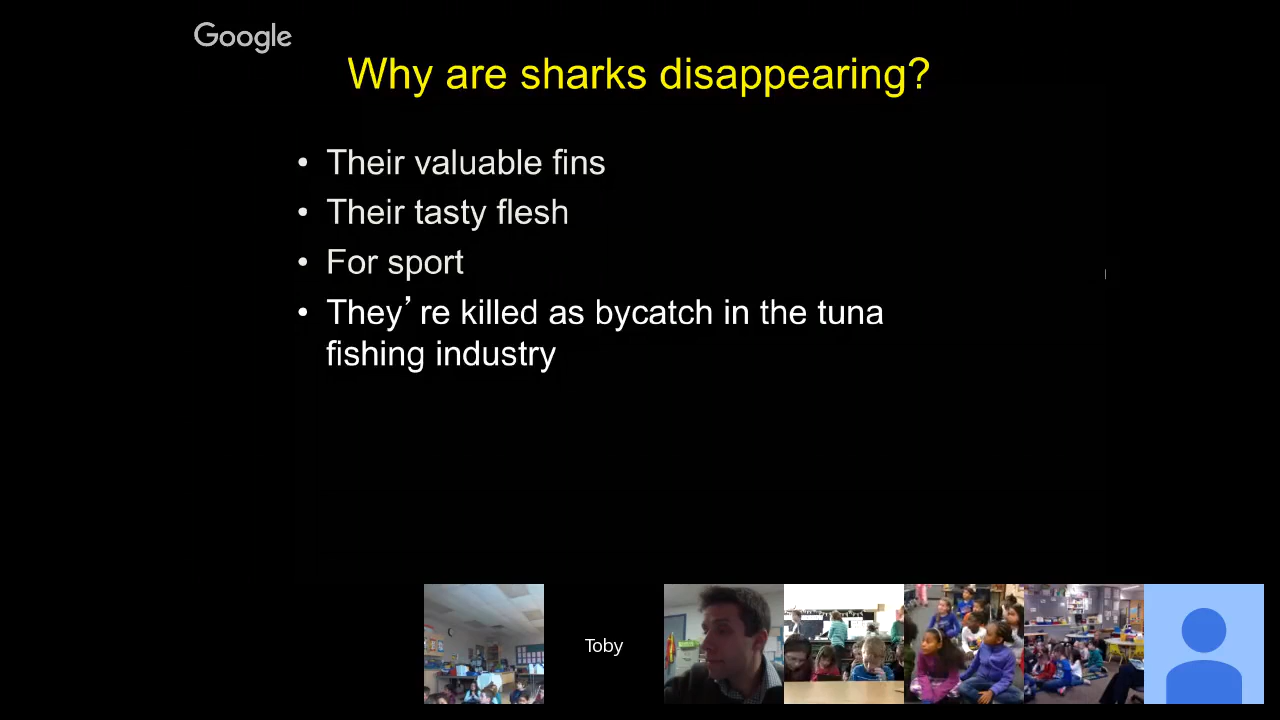 Google
Why are sharks disappearing?
• Their valuable fins
• Their tasty flesh
• For sport
• They’re killed as bycatch in the tuna
fishing industry
Toby